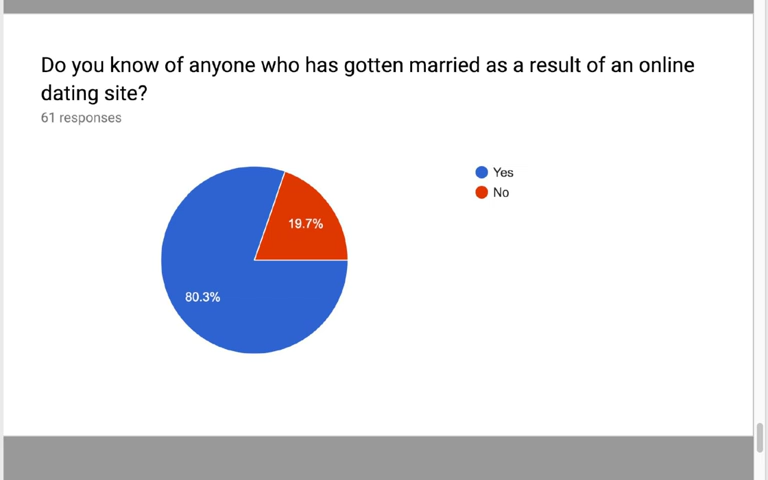 Do you know of anyone who has gotten married as a result of an online
dating site?
61 responses
Yes
No
19.7%
80.3%